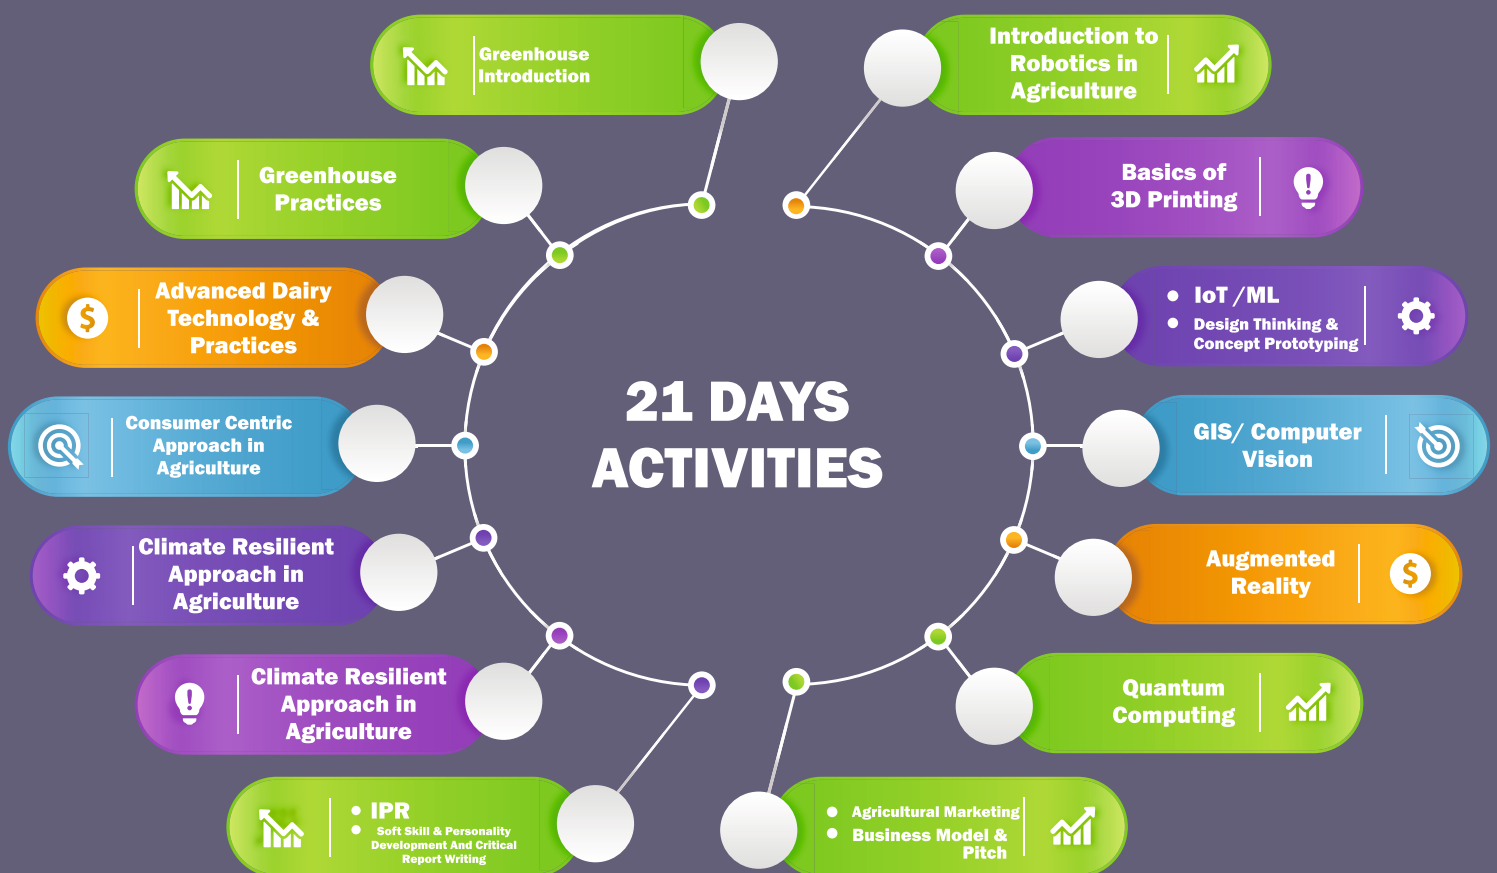 21 DAYS
ACTIVITIES
Greenhouse
Introduction
Greenhouse
Practices
Advanced Dairy
Technology &
Practices
Consumer Centric
Approach in
Agriculture
Climate Resilient
Approach in
Agriculture
Climate Resilient
Approach in
Agriculture
IPR
Soft Skill & Personality
Development And Critical
Report Writing
Introduction to
Robotics in
Agriculture
Basics of
3D Printing
IoT /ML
Design Thinking &
Concept Prototyping
GIS/ Computer
Vision
Augmented
Reality
Quantum
Computing
Agricultural Marketing
Business Model &
Pitch